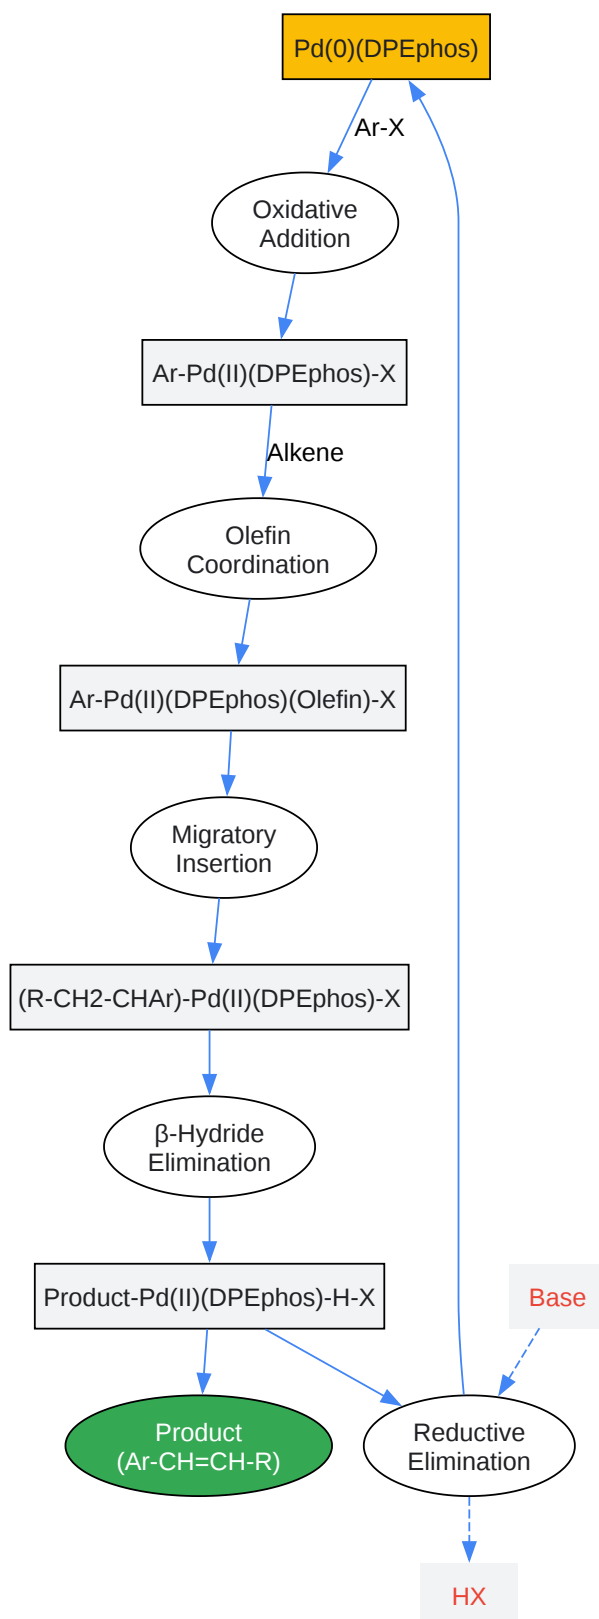 Pd(0)(DPEphos)
Ar-X
Oxidative
Addition
Ar-Pd(II)(DPEphos)-X
Alkene
Olefin
Coordination
Ar-Pd(II)(DPEphos)(Olefin)-X
Migratory
Insertion
(R-CH2-CHAr)-Pd(II)(DPEphos)-X
β-Hydride
Elimination
Product-Pd(II)(DPEphos)-H-X
Base
Product
(Ar-CH=CH-R)
Reductive
Elimination
HX